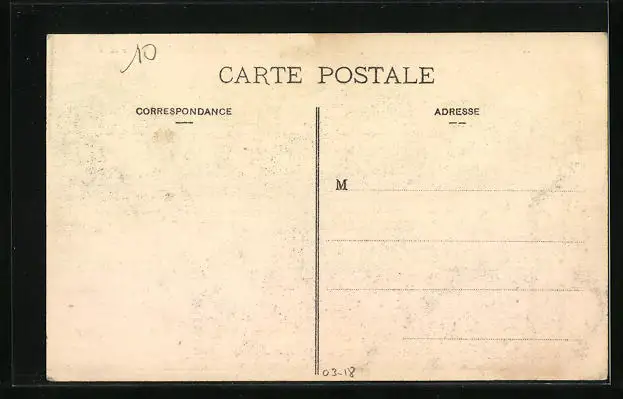 10
CARTE POSTALE
CORRESPONDANCE
ADRESSE
M
03-18